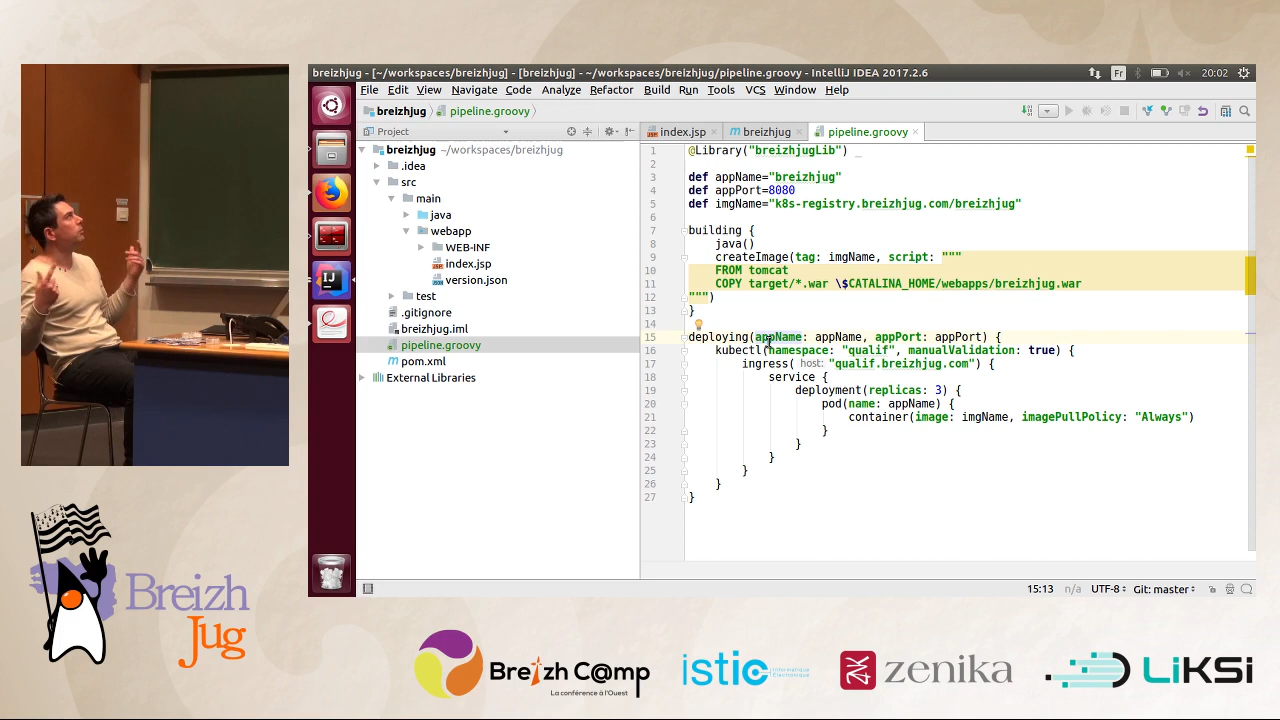 breizhjug - [~/workspaces/breizhjug] - [breizhjug] - ~/workspaces/breizhjug/pipeline.groovy - IntelliJ IDEA 2017.2.6
Fr
20:02
File Edit View Navigate Code Analyze Refactor Build Run Tools VCS Window Help
breizhjug pipeline.groovy
Project
index.jsp breizhjug pipeline.groovy
breizhjug ~/workspaces/breizhjug
.idea
src
main
java
webapp
WEB-INF
index.jsp
version.json
test
.gitignore
breizhjug.iml
pipeline.groovy
pom.xml
External Libraries
1 @Library("breizhjugLib") _
2
3 def appName="breizhjug"
4 def appPort=8080
5 def imgName="k8s-registry.breizhjug.com/breizhjug"
6
7 building {
8 java()
9 createImage(tag: imgName, script: """
10 FROM tomcat
11 COPY target/*.war \$CATALINA_HOME/webapps/breizhjug.war
12 """)
13 }
14
15 deploying(appName: appName, appPort: appPort) {
16 kubectl(namespace: "qualif", manualValidation: true) {
17 ingress( host: "qualif.breizhjug.com") {
18 service {
19 deployment(replicas: 3) {
20 pod(name: appName) {
21 container(image: imgName, imagePullPolicy: "Always")
22 }
23 }
24 }
25 }
26 }
27 }
15:13 n/a UTF-8 Git: master
Breizh
Jug
Breizh C@mp
La conférence à l'Ouest
istic Informatique Électronique
ZK zenika
LiKSi